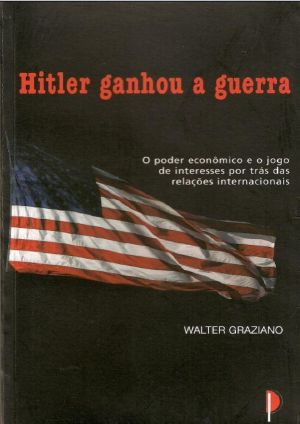 Hitler ganhou a guerra
O poder econômico e o jogo
de interesses por trás das
relações internacionais
WALTER GRAZIANO